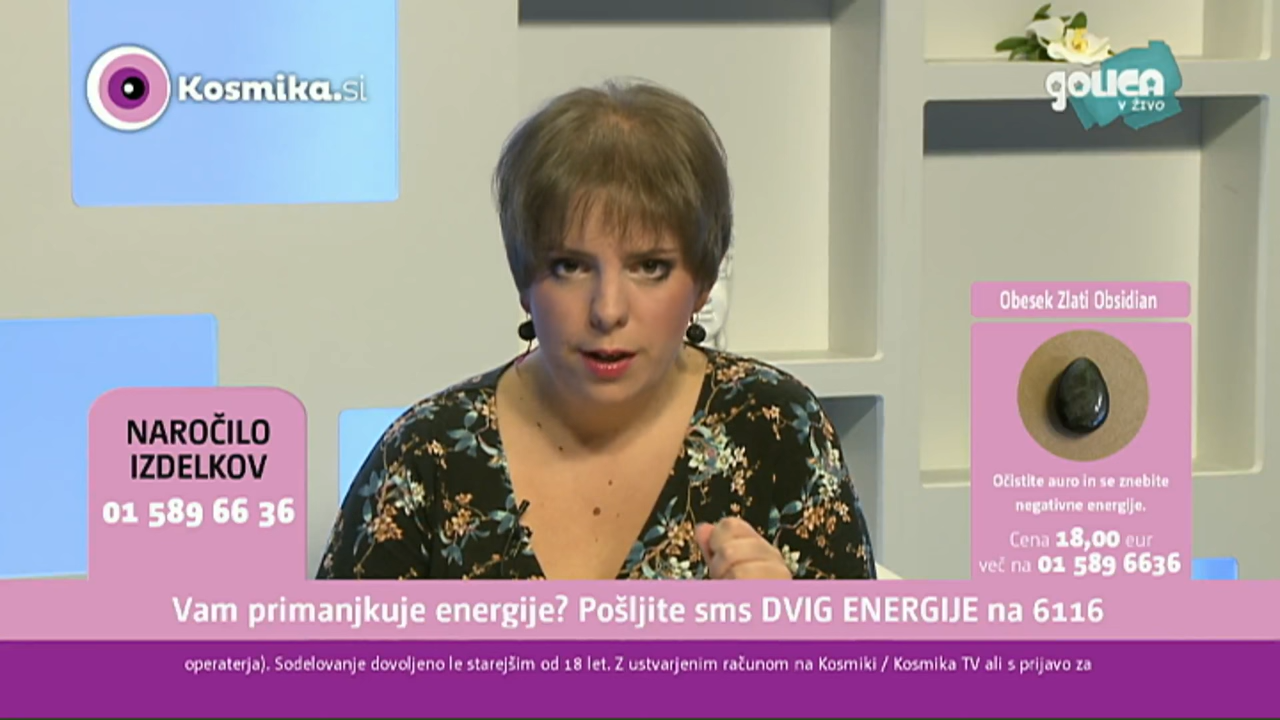 Kosmika.si
golica
V ŽIVO
Obesek Zlati Obsidian
NAROČILO
IZDELKOV
01 589 66 36
Očistite auro in se znebite
negativne energije.
Cena 18,00 eur
več na 01 589 6636
Vam primanjkuje energije? Pošljite sms DVIG ENERGIJE na 6116
operaterja). Sodelovanje dovoljeno le starejšim od 18 let. Z ustvarjenim računom na Kosmiki / Kosmika TV ali s prijavo za